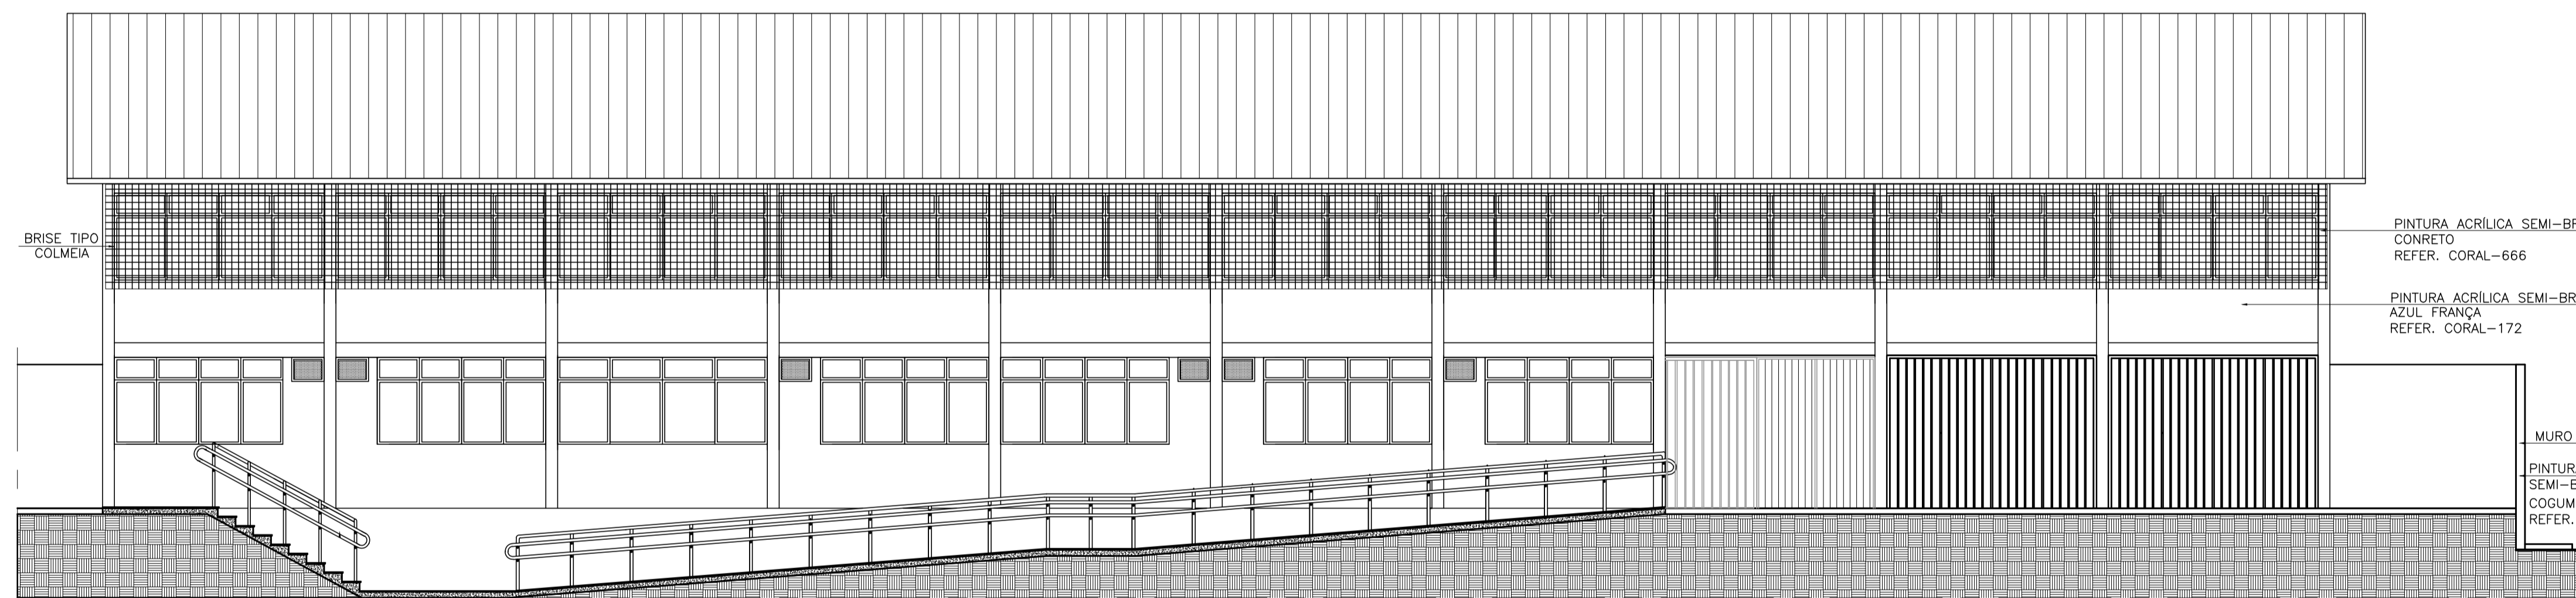 BRISE TIPO
COLMEIA
PINTURA ACRÍLICA SEMI-BR
CONRETO
REFER. CORAL-666
PINTURA ACRÍLICA SEMI-BR
AZUL FRANÇA
REFER. CORAL-172
MURO
PINTURA
SEMI-B
COGUM
REFER.